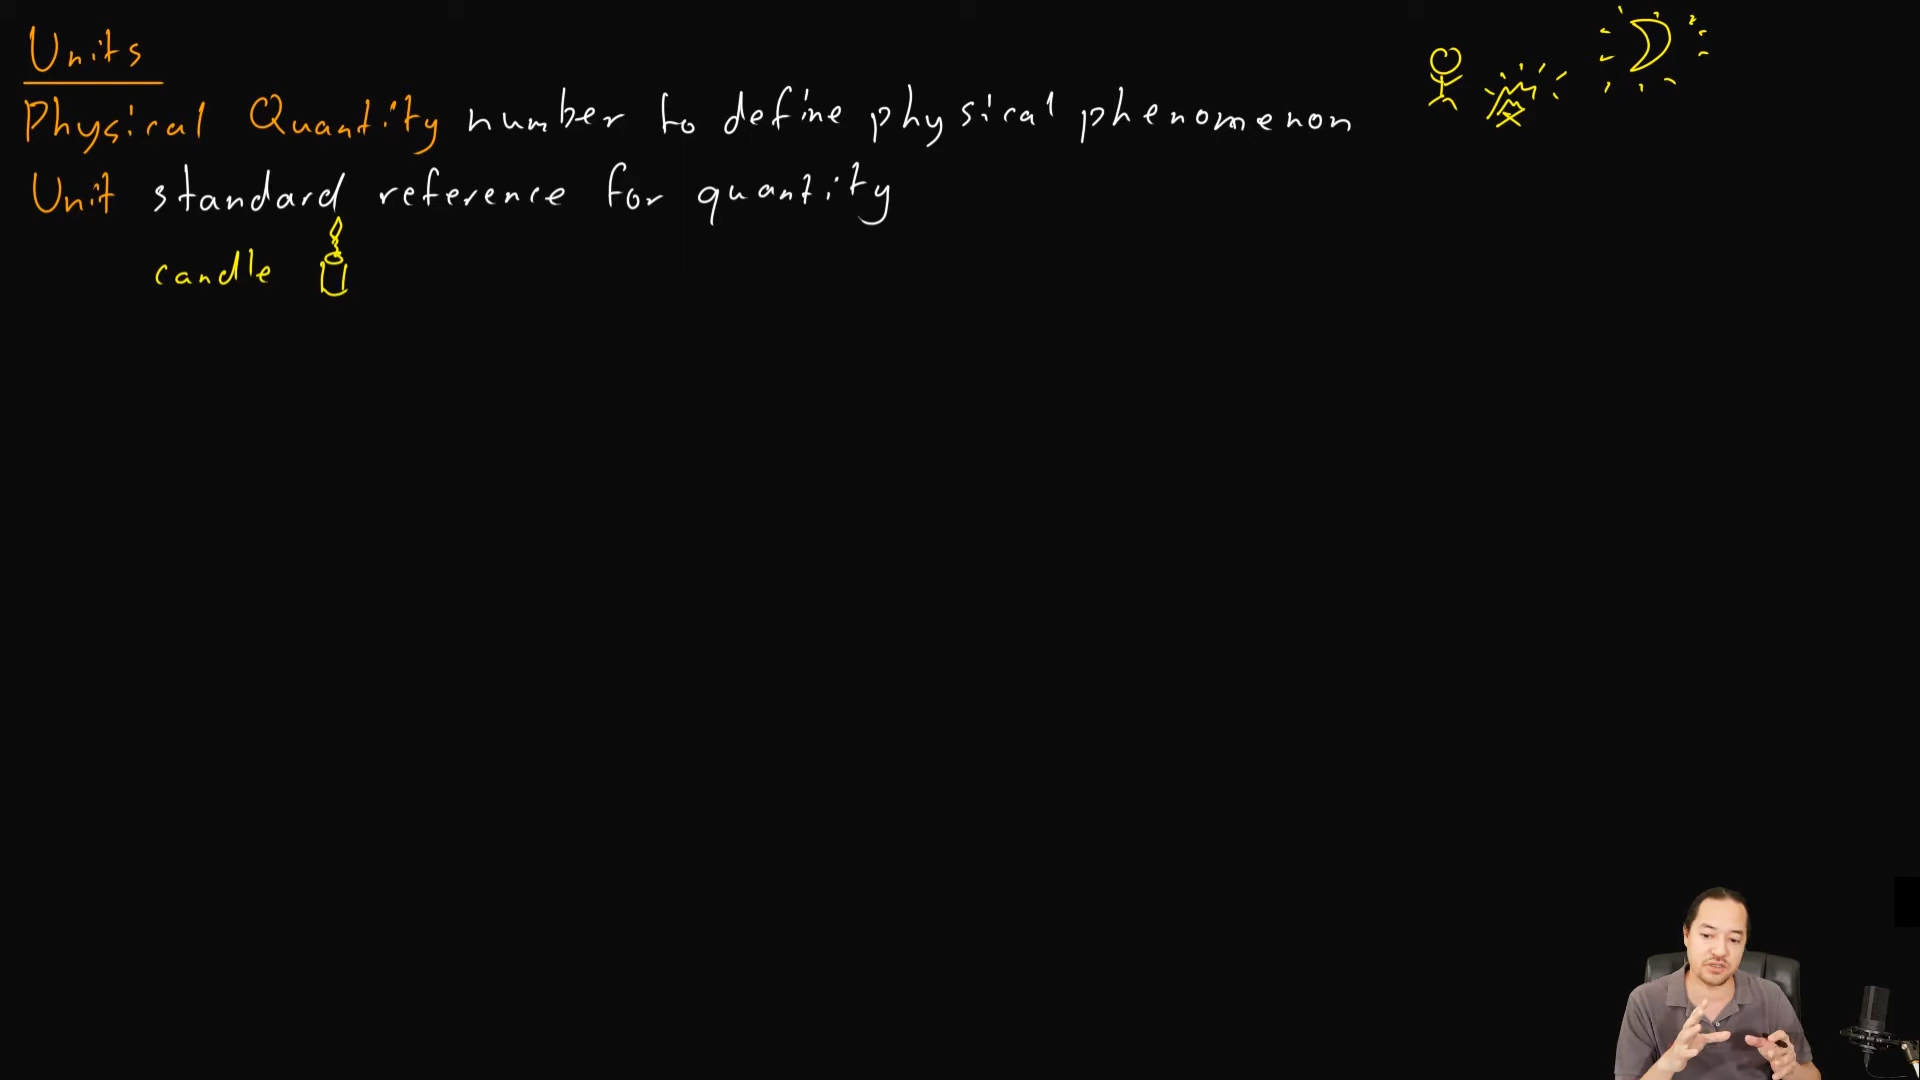 Units
Physical Quantity number to define physical phenomenon
Unit standard reference for quantity
candle